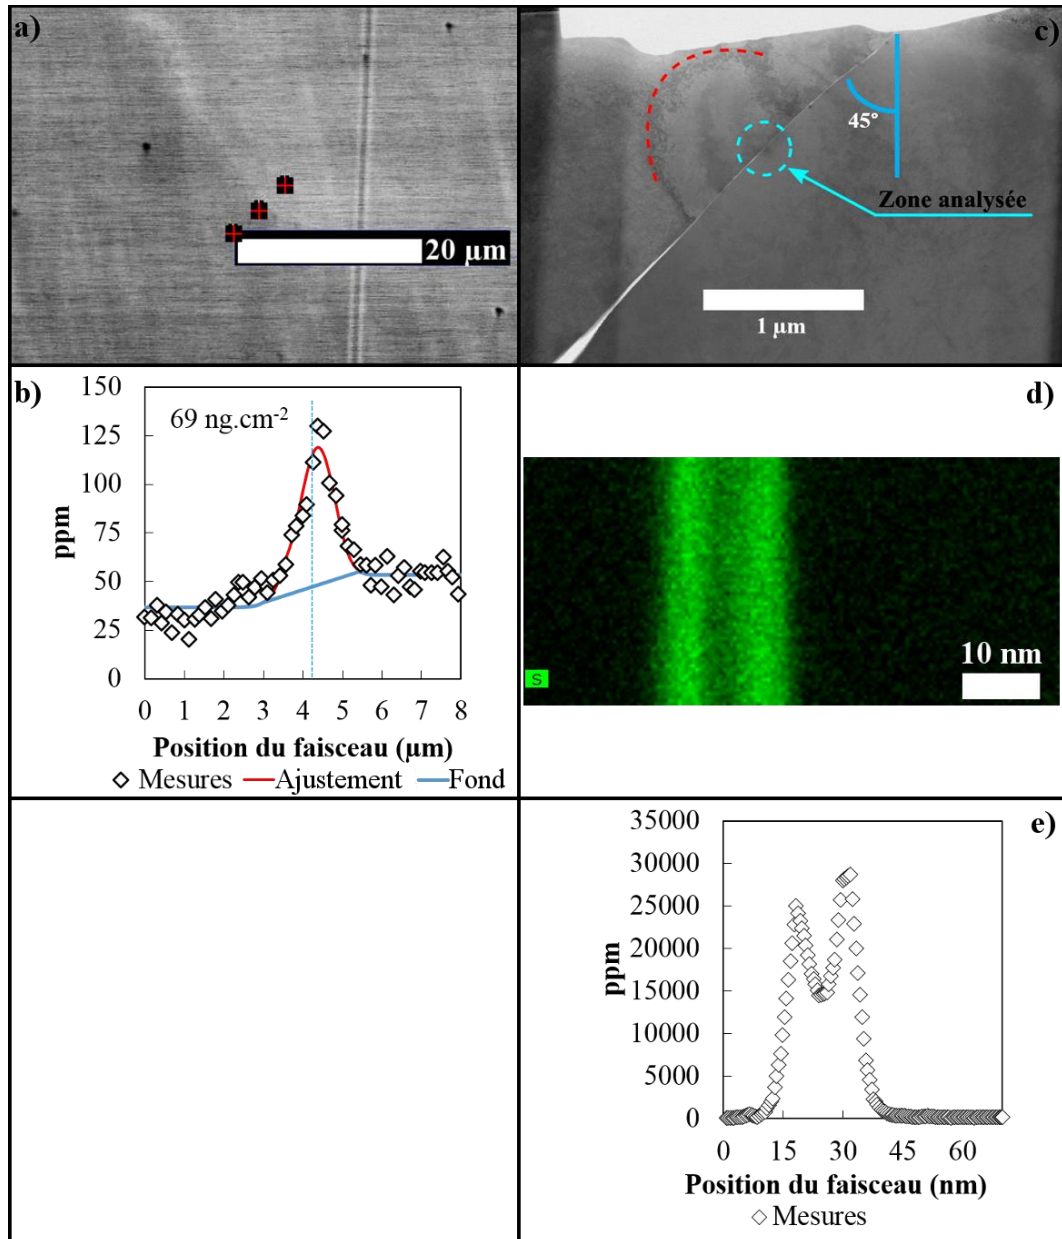 a)
20 µm
c)
45°
Zone analysée
1 µm
b)
69 ng.cm-2
150
125
100
75
50
25
0
ppm
0 1 2 3 4 5 6 7 8
Position du faisceau (µm)
Mesures Ajustement Fond
d)
S
10 nm
e)
35000
30000
25000
20000
15000
10000
5000
0
ppm
0 15 30 45 60
Position du faisceau (nm)
Mesures